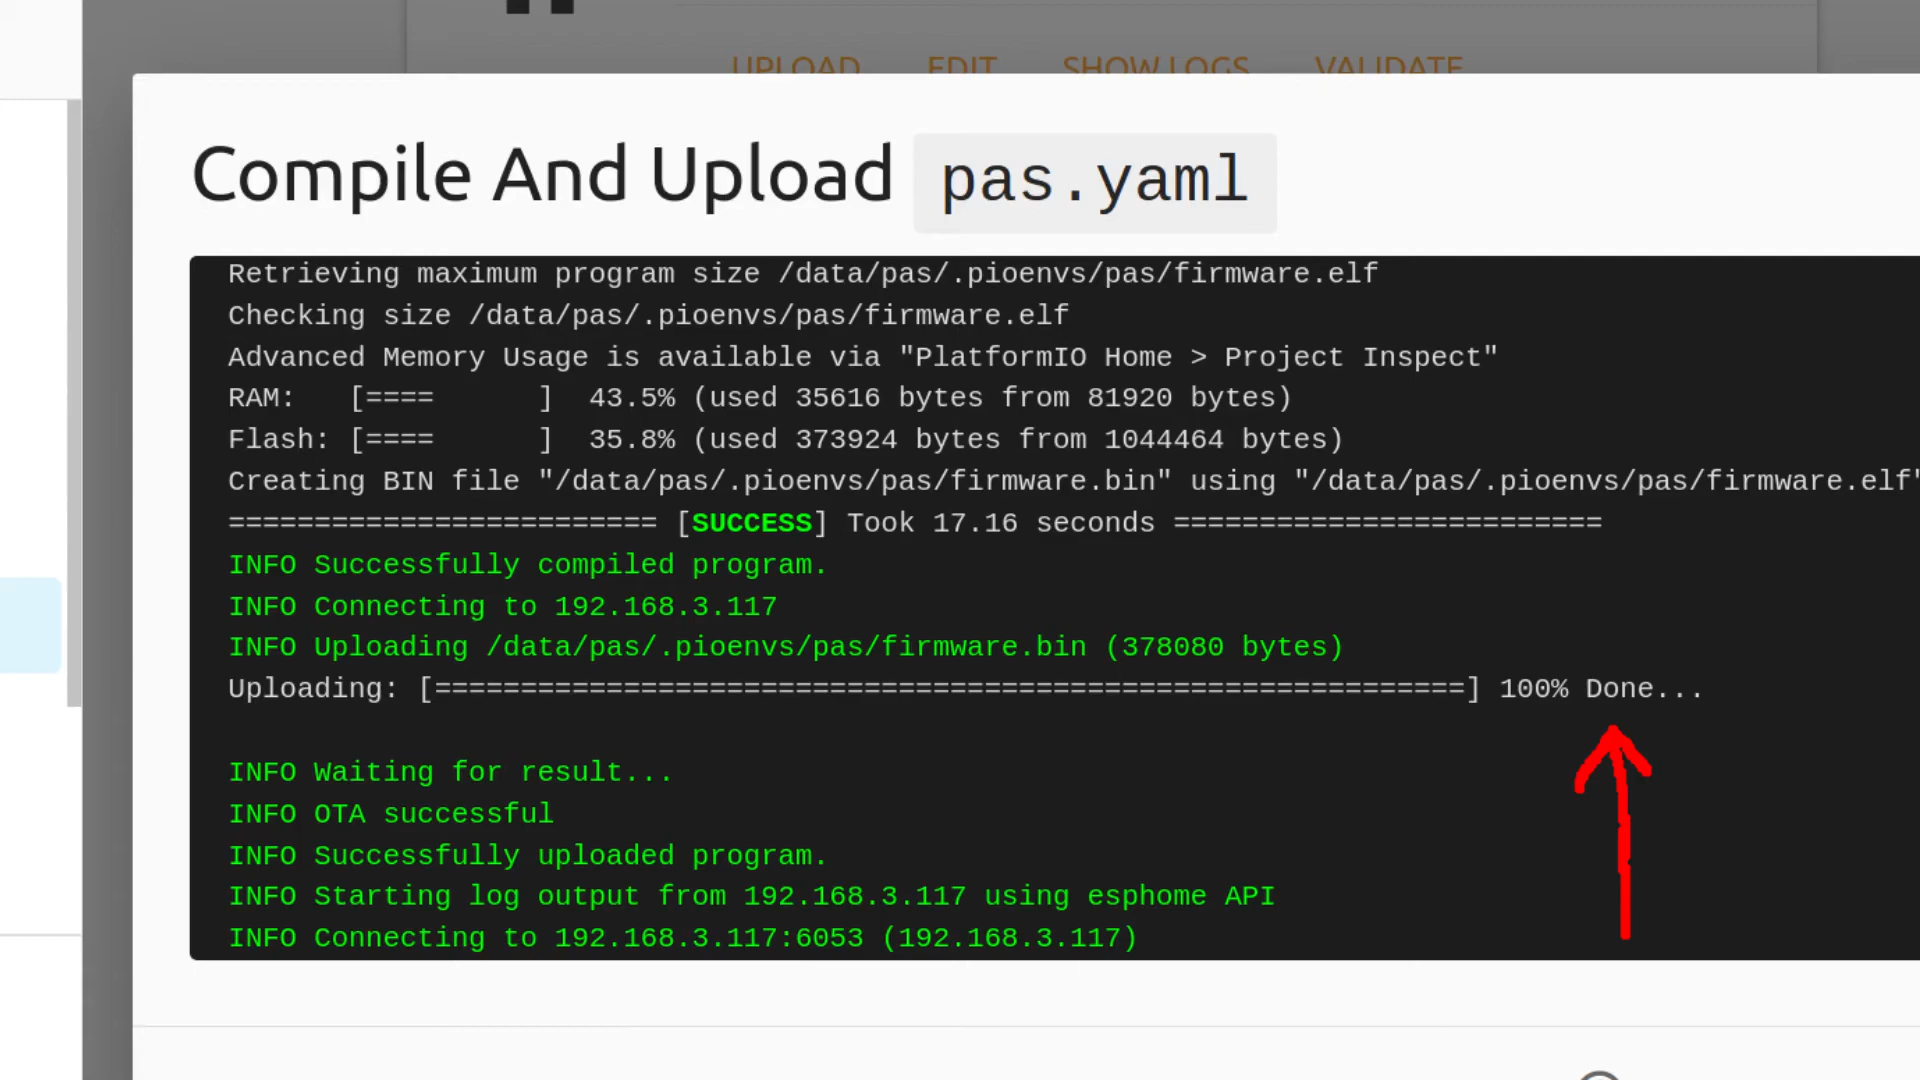 UPLOAD EDIT SHOW LOGS VALIDATE
Compile And Upload pas.yaml
Retrieving maximum program size /data/pas/.pioenvs/pas/firmware.elf
Checking size /data/pas/.pioenvs/pas/firmware.elf
Advanced Memory Usage is available via "PlatformIO Home > Project Inspect"
RAM:   [====      ]  43.5% (used 35616 bytes from 81920 bytes)
Flash: [====      ]  35.8% (used 373924 bytes from 1044464 bytes)
Creating BIN file "/data/pas/.pioenvs/pas/firmware.bin" using "/data/pas/.pioenvs/pas/firmware.elf"
========================= [SUCCESS] Took 17.16 seconds =========================
INFO Successfully compiled program.
INFO Connecting to 192.168.3.117
INFO Uploading /data/pas/.pioenvs/pas/firmware.bin (378080 bytes)
Uploading: [============================================================] 100% Done...
INFO Waiting for result...
INFO OTA successful
INFO Successfully uploaded program.
INFO Starting log output from 192.168.3.117 using esphome API
INFO Connecting to 192.168.3.117:6053 (192.168.3.117)